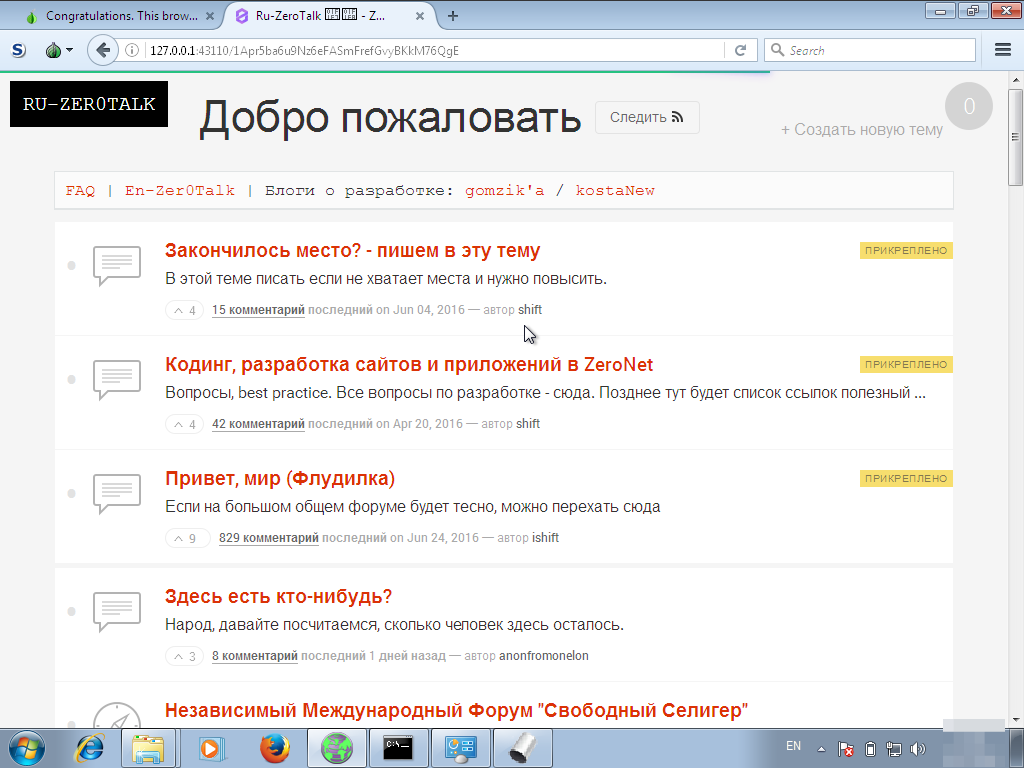 Congratulations. This brow...
Ru-ZeroTalk - Z...
127.0.0.1:43110/1Apr5ba6u9Nz6eFASmFrefGvyBKkM76QgE
Search
RU-ZER0TALK
Добро пожаловать
Следить
+ Создать новую тему
0
FAQ | En-Zer0Talk | Блоги о разработке: gomzik'a / kostaNew
Закончилось место? - пишем в эту тему
ПРИКРЕПЛЕНО
В этой теме писать если не хватает места и нужно повысить.
4 15 комментарий последний on Jun 04, 2016 — автор shift
Кодинг, разработка сайтов и приложений в ZeroNet
ПРИКРЕПЛЕНО
Вопросы, best practice. Все вопросы по разработке - сюда. Позднее тут будет список ссылок полезный ...
4 42 комментарий последний on Apr 20, 2016 — автор shift
Привет, мир (Флудилка)
ПРИКРЕПЛЕНО
Если на большом общем форуме будет тесно, можно перехать сюда
9 829 комментарий последний on Jun 24, 2016 — автор ishift
Здесь есть кто-нибудь?
Народ, давайте посчитаемся, сколько человек здесь осталось.
3 8 комментарий последний 1 дней назад — автор anonfromonelon
Независимый Международный Форум "Свободный Селигер"
C:\
EN